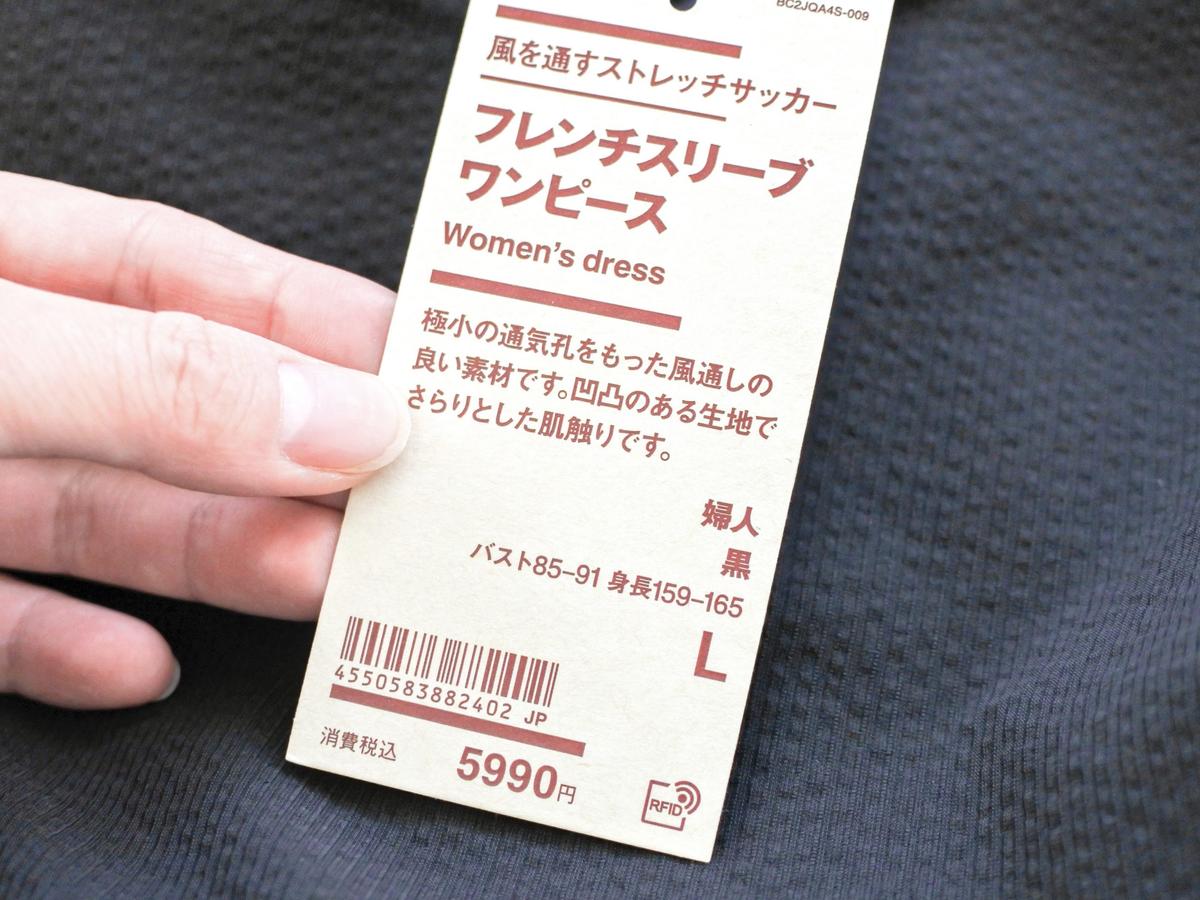 BC2JQA4S-009
風を通すストレッチサッカー
フレンチスリーブ
ワンピース
Women's dress
極小の通気孔をもった風通しの
良い素材です。凹凸のある生地で
さらりとした肌触りです。
婦人
黒
バスト85-91 身長159-165
L
4550583882402 JP
消費税込 5990円
RFID